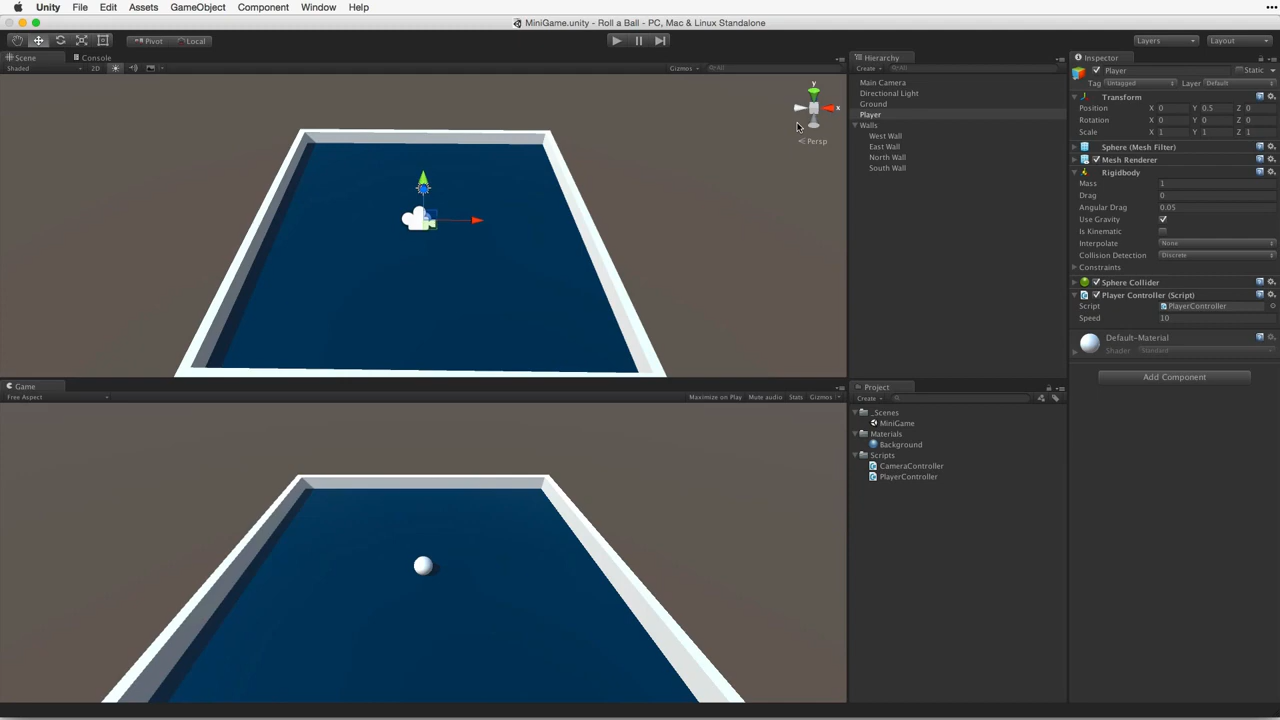 Unity File Edit Assets GameObject Component Window Help
MiniGame.unity - Roll a Ball - PC, Mac & Linux Standalone
Pivot Local Layers Layout
Scene Console
Shaded 2D Gizmos All
y
x
Persp
Hierarchy
Create All
Main Camera
Directional Light
Ground
Player
Walls
West Wall
East Wall
North Wall
South Wall
Inspector
Player Static
Tag Untagged Layer Default
Transform
Position X 0 Y 0.5 Z 0
Rotation X 0 Y 0 Z 0
Scale X 1 Y 1 Z 1
Sphere (Mesh Filter)
Mesh Renderer
Rigidbody
Mass 1
Drag 0
Angular Drag 0.05
Use Gravity
Is Kinematic
Interpolate None
Collision Detection Discrete
Constraints
Sphere Collider
Player Controller (Script)
Script PlayerController
Speed 10
Default-Material
Shader Standard
Add Component
Game
Free Aspect Maximize on Play Mute audio Stats Gizmos
Project
Create
_Scenes
MiniGame
Materials
Background
Scripts
CameraController
PlayerController